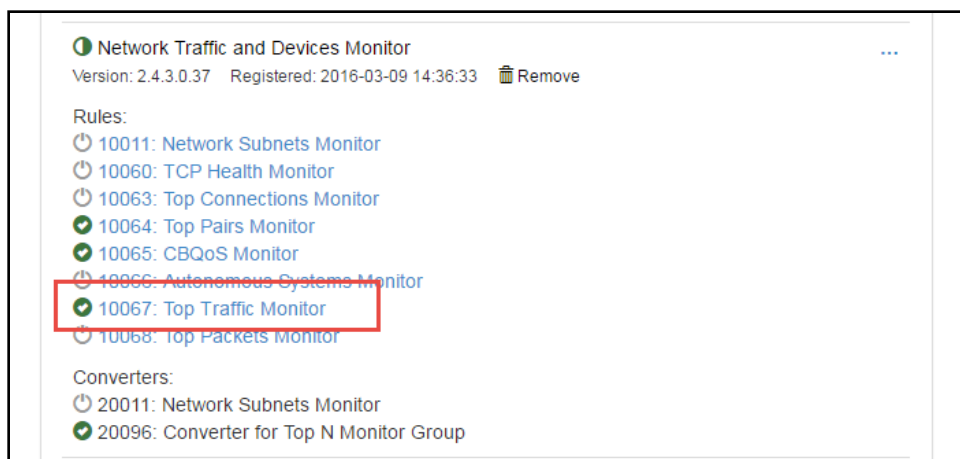 Network Traffic and Devices Monitor
...
Version: 2.4.3.0.37 Registered: 2016-03-09 14:36:33 Remove
Rules:
10011: Network Subnets Monitor
10060: TCP Health Monitor
10063: Top Connections Monitor
10064: Top Pairs Monitor
10065: CBQoS Monitor
10066: Autonomous Systems Monitor
10067: Top Traffic Monitor
10068: Top Packets Monitor
Converters:
20011: Network Subnets Monitor
20096: Converter for Top N Monitor Group